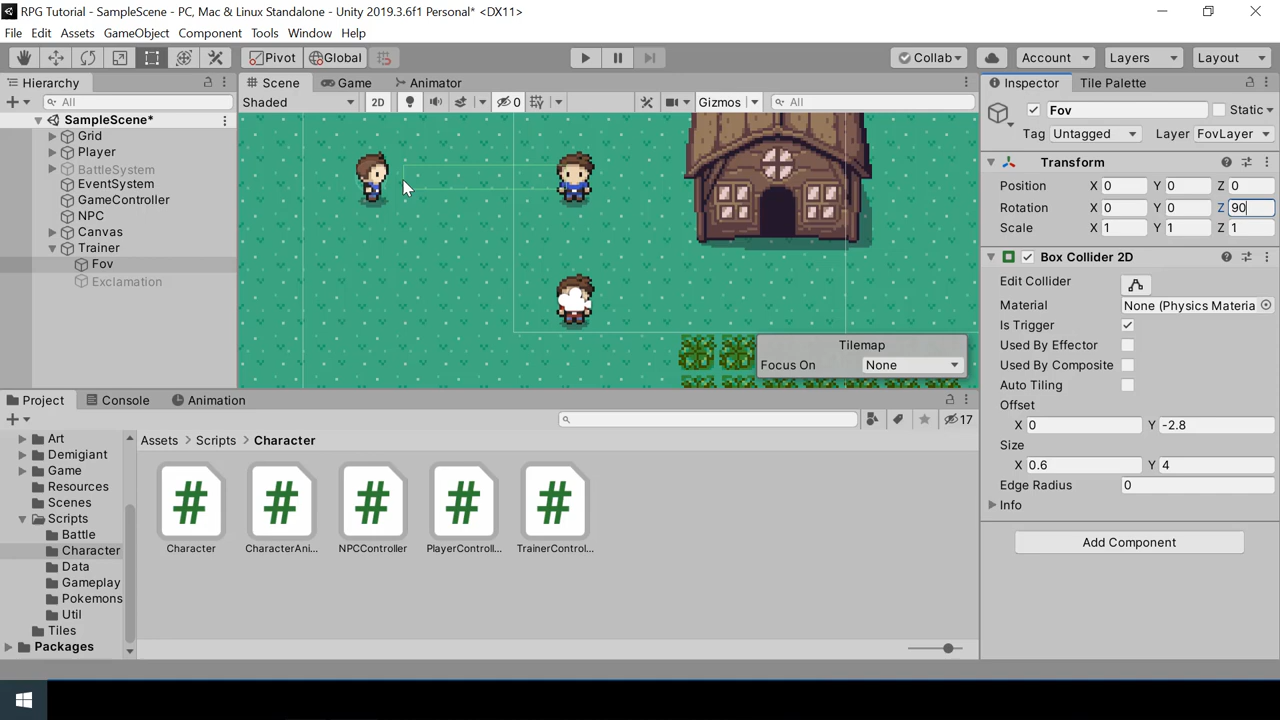 RPG Tutorial - SampleScene - PC, Mac & Linux Standalone - Unity 2019.3.6f1 Personal* <DX11>
File Edit Assets GameObject Component Tools Window Help
Pivot Global Collab Account Layers Layout
Hierarchy
All
SampleScene*
Grid
Player
BattleSystem
EventSystem
GameController
NPC
Canvas
Trainer
Fov
Exclamation
Scene Game Animator
Shaded 2D 0 Gizmos All
Tilemap
Focus On None
Inspector Tile Palette
Fov Static
Tag Untagged Layer FovLayer
Transform
Position X 0 Y 0 Z 0
Rotation X 0 Y 0 Z 90
Scale X 1 Y 1 Z 1
Box Collider 2D
Edit Collider
Material None (Physics Materia
Is Trigger
Used By Effector
Used By Composite
Auto Tiling
Offset
X 0 Y -2.8
Size
X 0.6 Y 4
Edge Radius 0
Info
Add Component
Project Console Animation
17
Art
Demigiant
Game
Resources
Scenes
Scripts
Battle
Character
Data
Gameplay
Pokemons
Util
Tiles
Packages
Assets > Scripts > Character
Character CharacterAni... NPCController PlayerControll... TrainerControl...